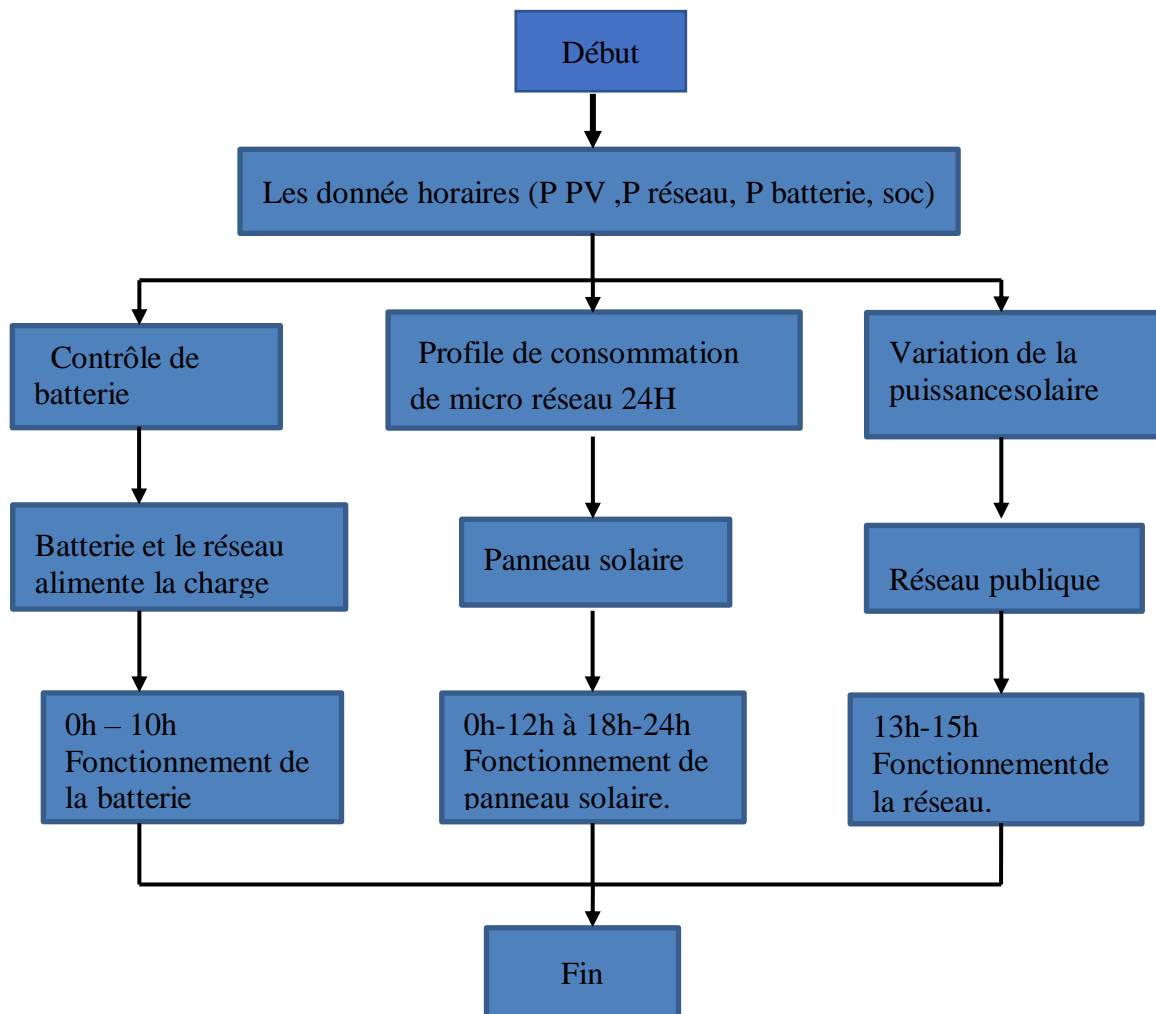 Début
Les donnée horaires (P PV ,P réseau, P batterie, soc)
Contrôle de
batterie
Profile de consommation
de micro réseau 24H
Variation de la
puissancesolaire
Batterie et le réseau
alimente la charge
Panneau solaire
Réseau publique
0h – 10h
Fonctionnement de
la batterie
0h-12h à 18h-24h
Fonctionnement de
panneau solaire.
13h-15h
Fonctionnementde
la réseau.
Fin